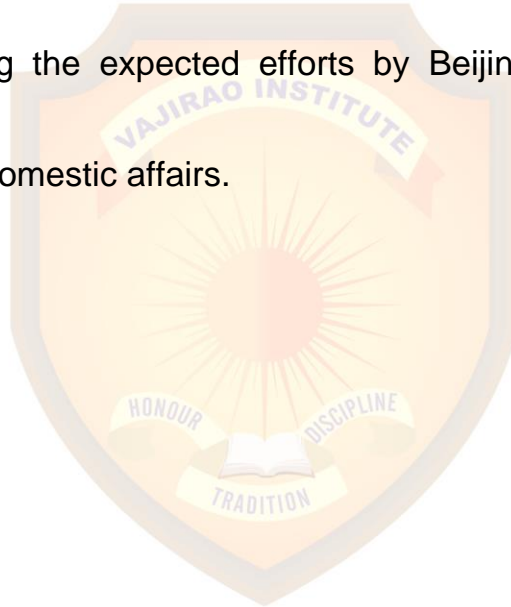 g the expected efforts by Beijin
omestic affairs.
VAJIRAO INSTITUTE
HONOUR
DISCIPLINE
TRADITION